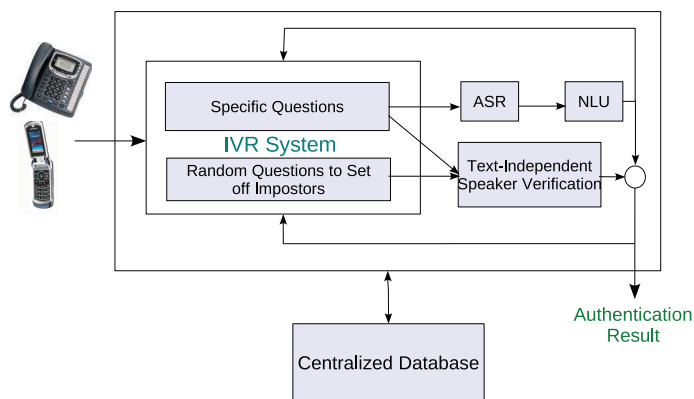 Specific Questions
ASR
NLU
IVR System
Random Questions to Set
off Impostors
Text-Independent
Speaker Verification
Authentication
Result
Centralized Database